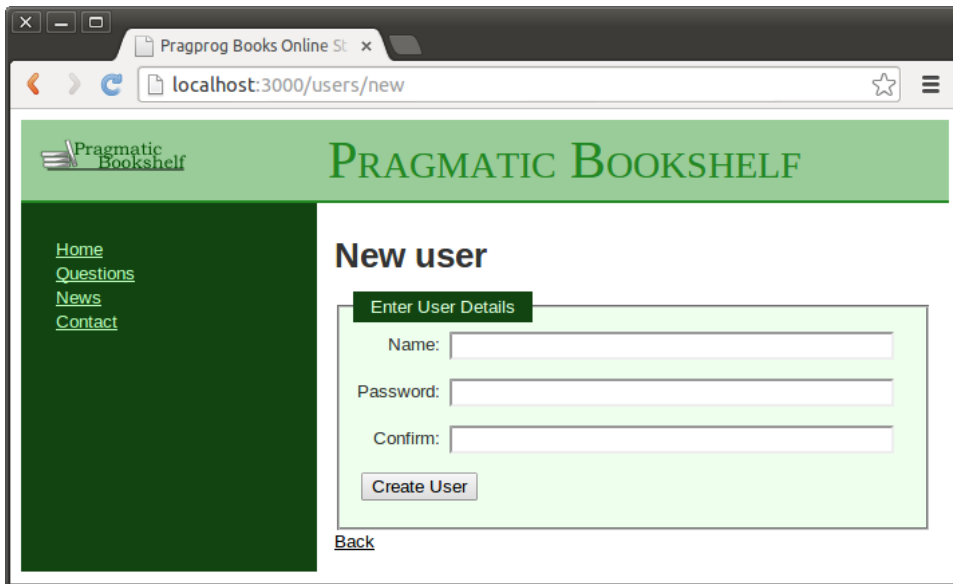 Pragprog Books Online St
localhost:3000/users/new
Pragmatic
Bookshelf
PRAGMATIC BOOKSHELF
Home
Questions
News
Contact
New user
Enter User Details
Name:
Password:
Confirm:
Create User
Back